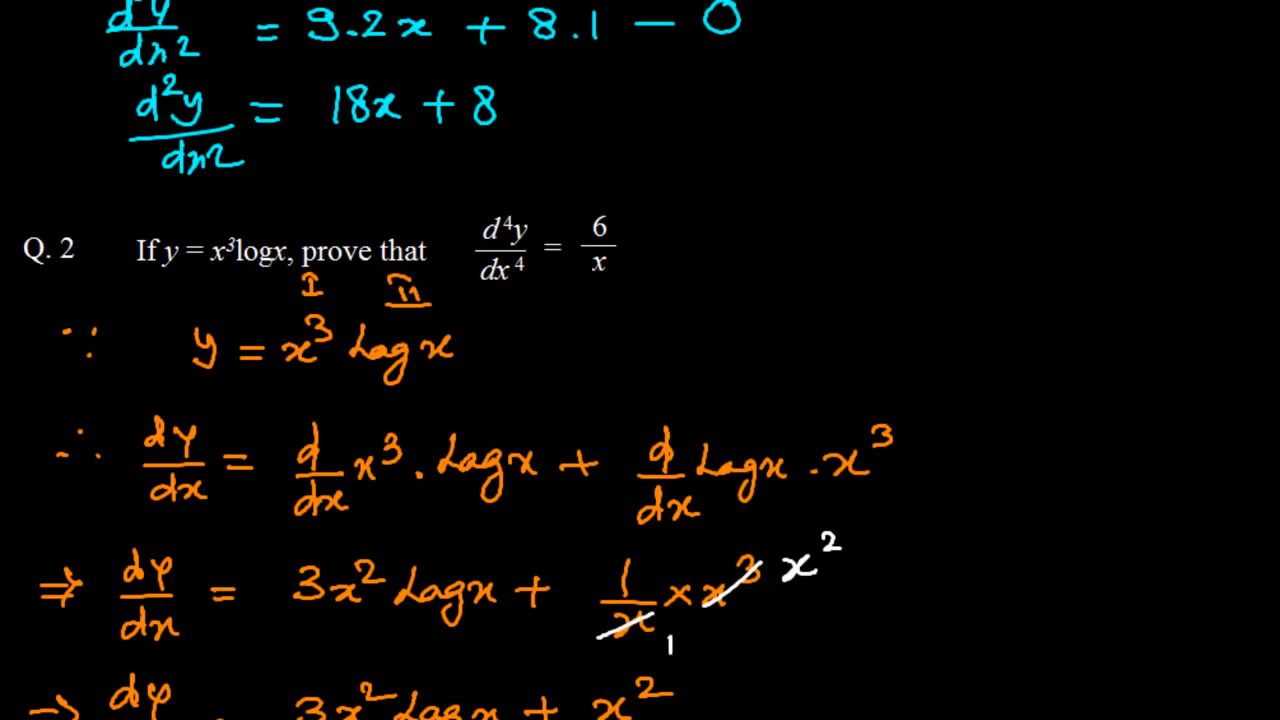 dy/dx2 = 9.2x + 8.1 - 0
d²y/dx2 = 18x + 8
Q. 2 If y = x³logx, prove that d⁴y/dx⁴ = 6/x
I II
∵ y = x³ Logx
∴ dy/dx = d/dx x³ . Logx + d/dx Logx . x³
⇒ dy/dx = 3x² Logx + 1/x × x³ x²
1
→ dy 3x² Logx + x²